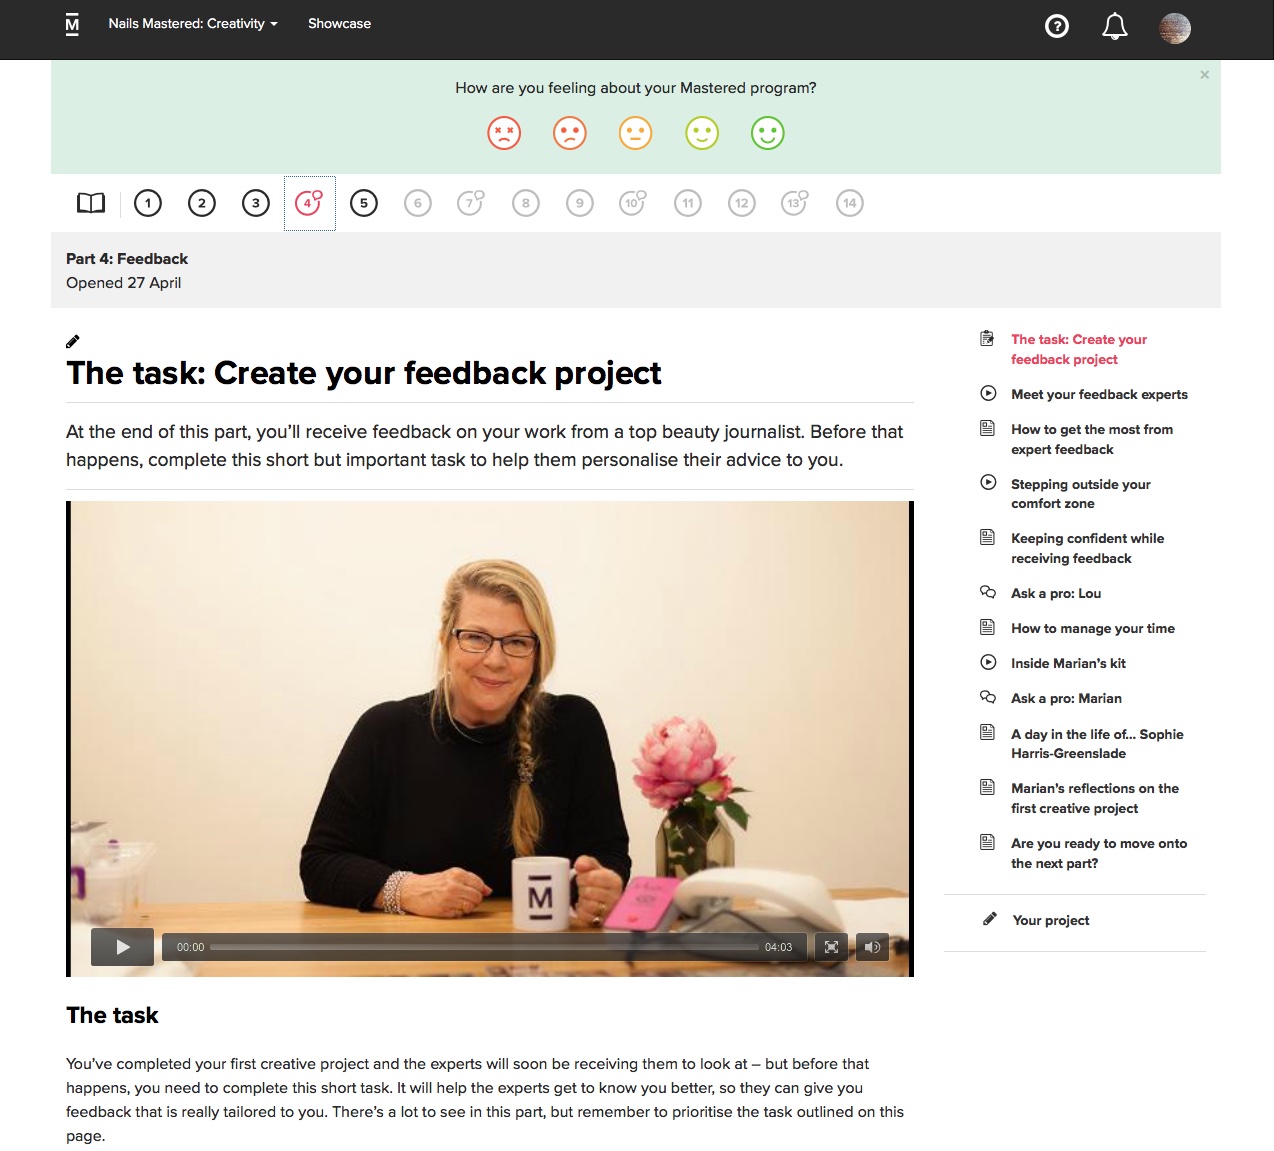 M Nails Mastered: Creativity Showcase
How are you feeling about your Mastered program?
×
1 2 3 4 5 6 7 8 9 10 11 12 13 14
Part 4: Feedback
Opened 27 April
The task: Create your feedback project
At the end of this part, you’ll receive feedback on your work from a top beauty journalist. Before that
happens, complete this short but important task to help them personalise their advice to you.
M
00:00 04:03
The task
You’ve completed your first creative project and the experts will soon be receiving them to look at – but before that
happens, you need to complete this short task. It will help the experts get to know you better, so they can give you
feedback that is really tailored to you. There’s a lot to see in this part, but remember to prioritise the task outlined on this
page.
The task: Create your
feedback project
Meet your feedback experts
How to get the most from
expert feedback
Stepping outside your
comfort zone
Keeping confident while
receiving feedback
Ask a pro: Lou
How to manage your time
Inside Marian’s kit
Ask a pro: Marian
A day in the life of... Sophie
Harris-Greenslade
Marian’s reflections on the
first creative project
Are you ready to move onto
the next part?
Your project